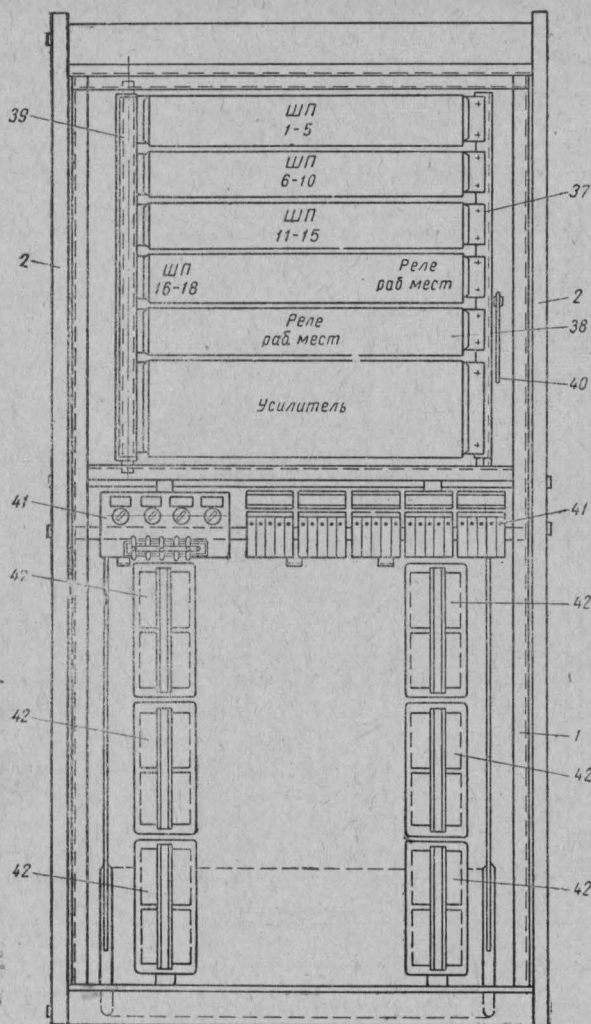 39
ШП
1-5
ШП
6-10
37
ШП
11-15
2
ШП
16-18
Реле
раб мест
2
Реле
раб. мест
38
40
Усилитель
41
41
42
42
42
1
42
42
42